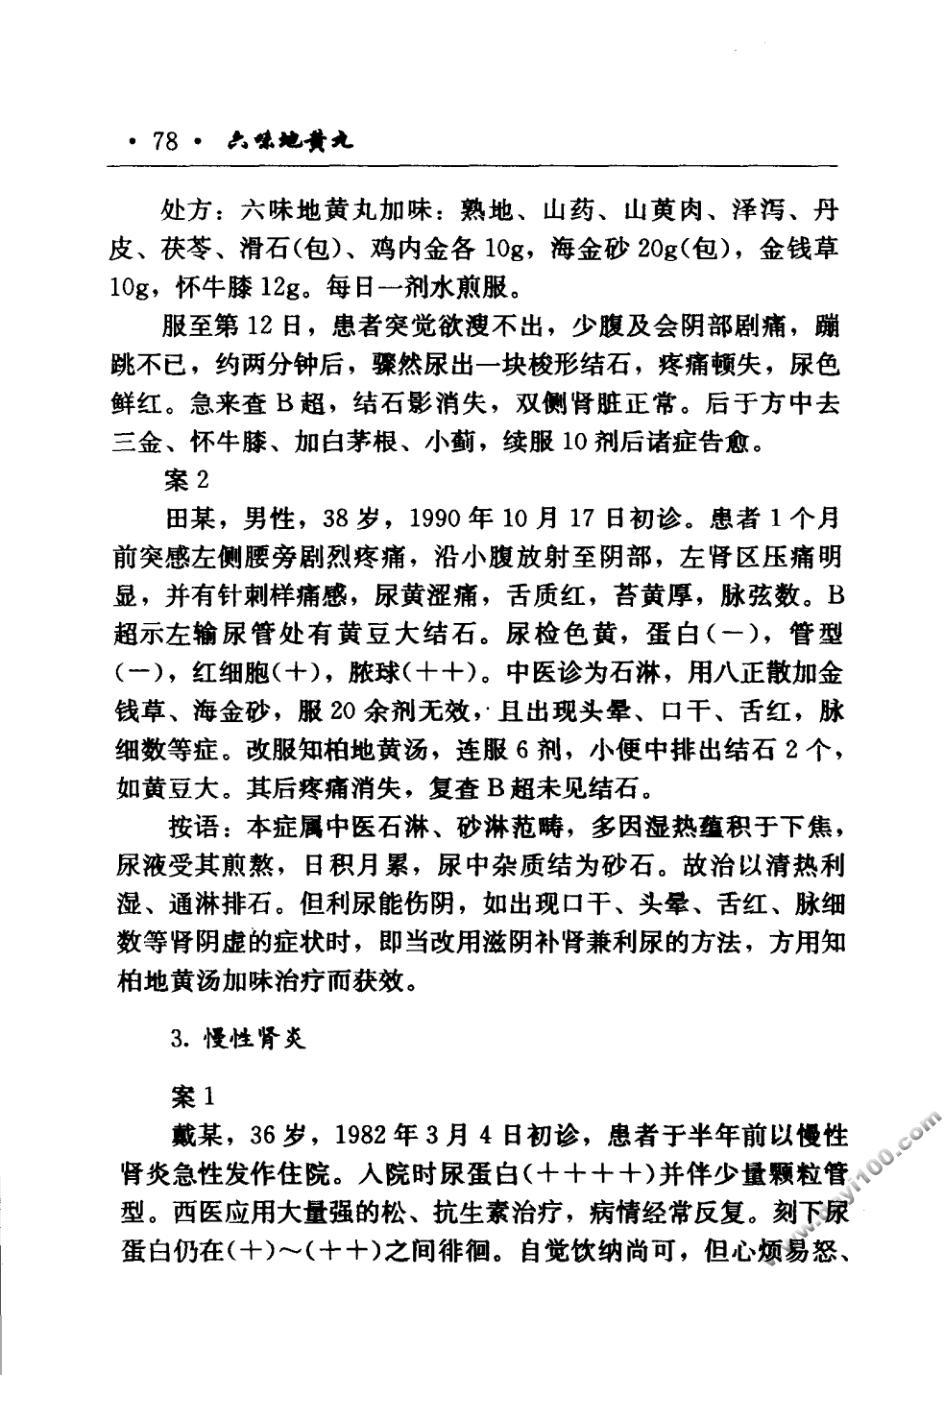 ·78· 六味地黄丸
处方：六味地黄丸加味：熟地、山药、山萸肉、泽泻、丹
皮、茯苓、滑石(包)、鸡内金各 10g，海金砂 20g(包)，金钱草
10g，怀牛膝 12g。每日一剂水煎服。
服至第 12 日，患者突觉欲溲不出，少腹及会阴部剧痛，蹦
跳不已，约两分钟后，骤然尿出一块梭形结石，疼痛顿失，尿色
鲜红。急来查 B 超，结石影消失，双侧肾脏正常。后于方中去
三金、怀牛膝、加白茅根、小蓟，续服 10 剂后诸症告愈。
案 2
田某，男性，38 岁，1990 年 10 月 17 日初诊。患者 1 个月
前突感左侧腰旁剧烈疼痛，沿小腹放射至阴部，左肾区压痛明
显，并有针刺样痛感，尿黄涩痛，舌质红，苔黄厚，脉弦数。B
超示左输尿管处有黄豆大结石。尿检色黄，蛋白(－)，管型
(－)，红细胞(＋)，脓球(＋＋)。中医诊为石淋，用八正散加金
钱草、海金砂，服 20 余剂无效，且出现头晕、口干、舌红，脉
细数等症。改服知柏地黄汤，连服 6 剂，小便中排出结石 2 个，
如黄豆大。其后疼痛消失，复查 B 超未见结石。
按语：本症属中医石淋、砂淋范畴，多因湿热蕴积于下焦，
尿液受其煎熬，日积月累，尿中杂质结为砂石。故治以清热利
湿、通淋排石。但利尿能伤阴，如出现口干、头晕、舌红、脉细
数等肾阴虚的症状时，即当改用滋阴补肾兼利尿的方法，方用知
柏地黄汤加味治疗而获效。
3. 慢性肾炎
案 1
戴某，36 岁，1982 年 3 月 4 日初诊，患者于半年前以慢性
肾炎急性发作住院。入院时尿蛋白(＋＋＋＋)并伴少量颗粒管
型。西医应用大量强的松、抗生素治疗，病情经常反复。刻下尿
蛋白仍在(＋)～(＋＋)之间徘徊。自觉饮纳尚可，但心烦易怒、